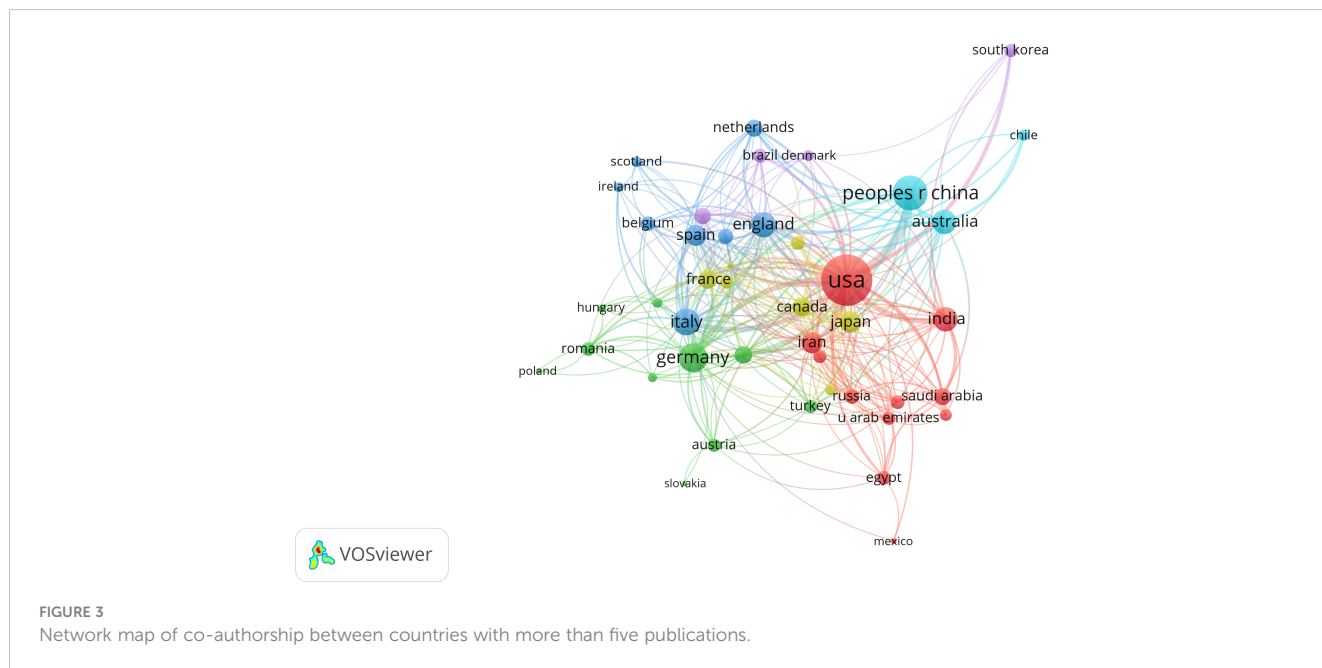 south korea
netherlands
chile
brazil denmark
scotland
ireland
peoples r china
belgium
england
australia
spain
france
usa
hungary
canada
italy
japan
india
iran
romania
germany
poland
russia
saudi arabia
turkey
u arab emirates
austria
egypt
slovakia
mexico
VOSviewer
FIGURE 3
Network map of co-authorship between countries with more than five publications.